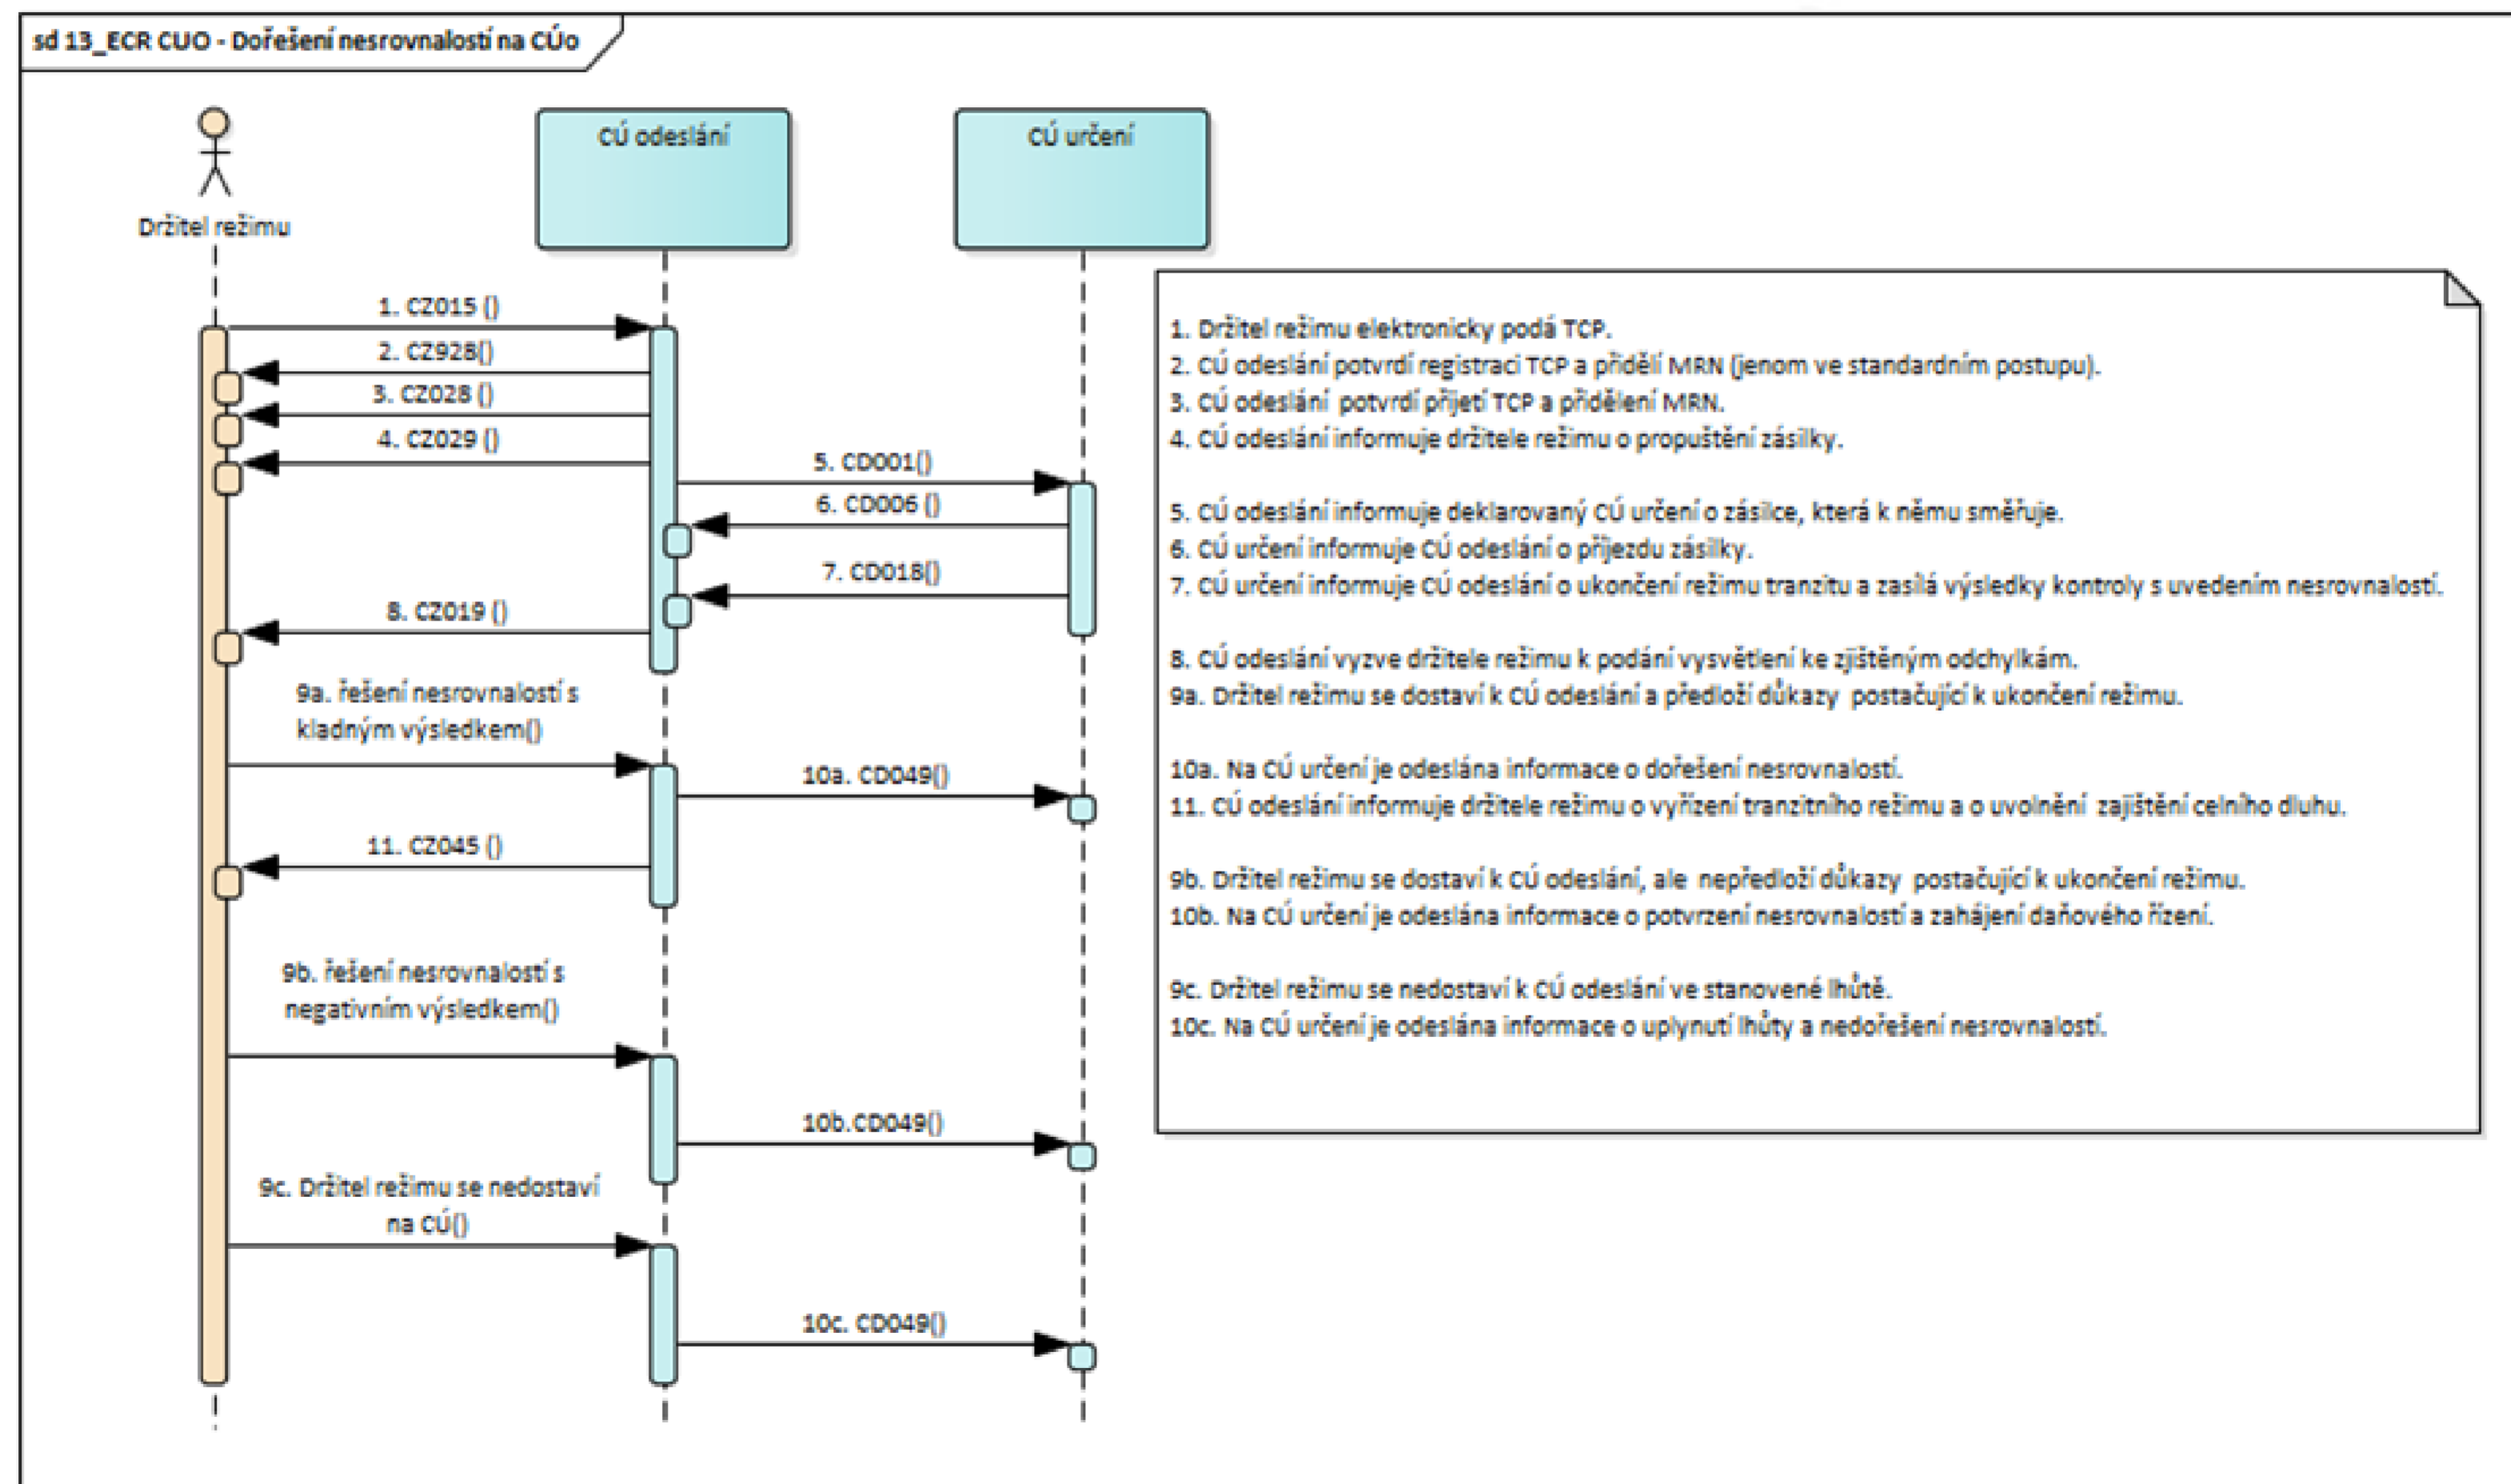 sd 13_ECR CUO - Dořešení nesrovnalostí na CÚo
CÚ odeslání
CÚ určení
Držitel režimu
1. CZ015 ()
2. CZ928()
3. CZ028 ()
4. CZ029 ()
5. CD001()
6. CD006 ()
7. CD018()
8. CZ019 ()
9a. řešení nesrovnalostí s
kladným výsledkem()
10a. CD049()
11. CZ045 ()
9b. řešení nesrovnalostí s
negativním výsledkem()
10b.CD049()
9c. Držitel režimu se nedostaví
na CÚ()
10c. CD049()
1. Držitel režimu elektronicky podá TCP.
2. CÚ odeslání potvrdí registraci TCP a přidělí MRN (jenom ve standardním postupu).
3. CÚ odeslání  potvrdí přijetí TCP a přidělení MRN.
4. CÚ odeslání informuje držitele režimu o propuštění zásilky.
5. CÚ odeslání informuje deklarovaný CÚ určení o zásilce, která k němu směřuje.
6. CÚ určení informuje CÚ odeslání o příjezdu zásilky.
7. CÚ určení informuje CÚ odeslání o ukončení režimu tranzitu a zasílá výsledky kontroly s uvedením nesrovnalostí.
8. CÚ odeslání vyzve držitele režimu k podání vysvětlení ke zjištěným odchylkám.
9a. Držitel režimu se dostaví k CÚ odeslání a předloží důkazy  postačující k ukončení režimu.
10a. Na CÚ určení je odeslána informace o dořešení nesrovnalostí.
11. CÚ odeslání informuje držitele režimu o vyřízení tranzitního režimu a o uvolnění  zajištění celního dluhu.
9b. Držitel režimu se dostaví k CÚ odeslání, ale  nepředloží důkazy  postačující k ukončení režimu.
10b. Na CÚ určení je odeslána informace o potvrzení nesrovnalostí a zahájení daňového řízení.
9c. Držitel režimu se nedostaví k CÚ odeslání ve stanovené lhůtě.
10c. Na CÚ určení je odeslána informace o uplynutí lhůty a nedořešení nesrovnalostí.